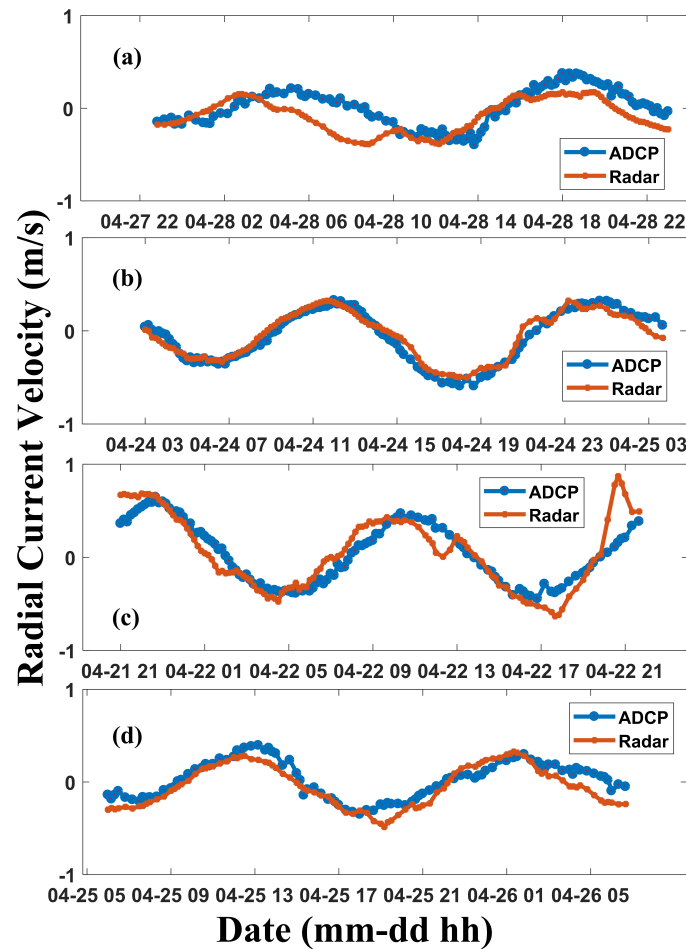 Radial Current Velocity (m/s)
1
(a)
0
ADCP
Radar
-1
04-27 22 04-28 02 04-28 06 04-28 10 04-28 14 04-28 18 04-28 22
1
(b)
0
ADCP
Radar
-1
04-24 03 04-24 07 04-24 11 04-24 15 04-24 19 04-24 23 04-25 03
1
ADCP
Radar
0
(c)
-1
04-21 21 04-22 01 04-22 05 04-22 09 04-22 13 04-22 17 04-22 21
1
(d)
ADCP
Radar
0
-1
04-25 05 04-25 09 04-25 13 04-25 17 04-25 21 04-26 01 04-26 05
Date (mm-dd hh)